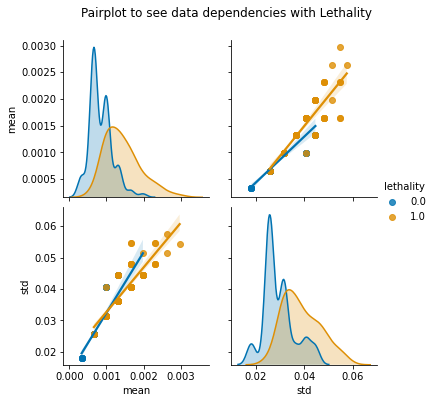 Pairplot to see data dependencies with Lethality
0.0030
0.0025
0.0020
0.0015
0.0010
0.0005
mean
lethality
0.0
1.0
0.06
0.05
0.04
0.03
0.02
std
0.000 0.001 0.002 0.003
0.02 0.04 0.06
mean
std